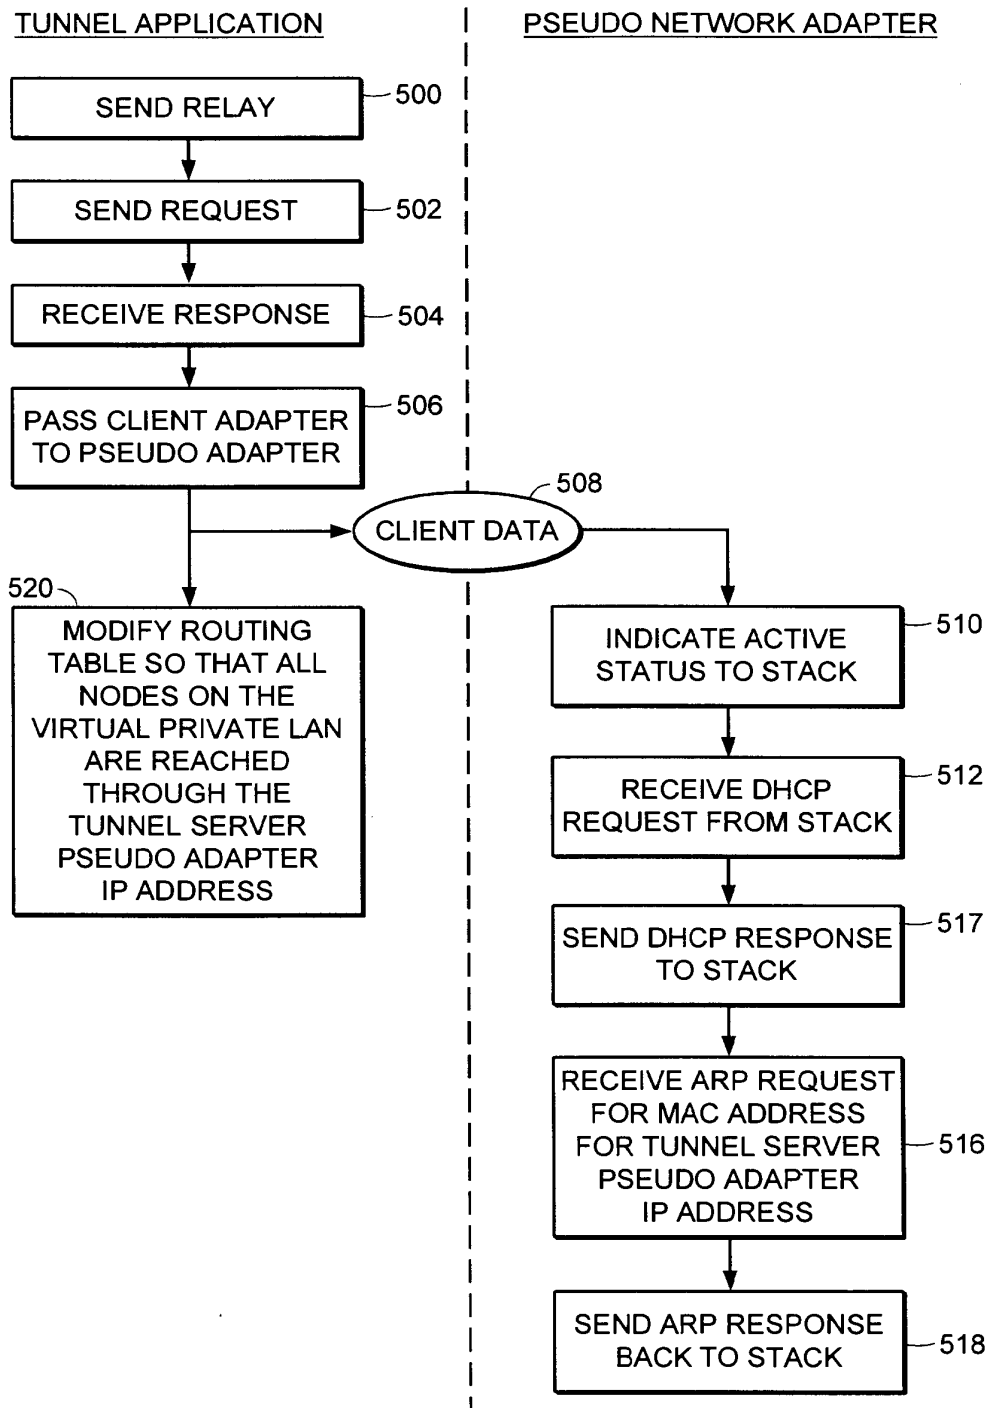 TUNNEL APPLICATION
PSEUDO NETWORK ADAPTER
SEND RELAY
500
SEND REQUEST
502
RECEIVE RESPONSE
504
PASS CLIENT ADAPTER
TO PSEUDO ADAPTER
506
CLIENT DATA
508
520
MODIFY ROUTING
TABLE SO THAT ALL
NODES ON THE
VIRTUAL PRIVATE LAN
ARE REACHED
THROUGH THE
TUNNEL SERVER
PSEUDO ADAPTER
IP ADDRESS
INDICATE ACTIVE
STATUS TO STACK
510
RECEIVE DHCP
REQUEST FROM STACK
512
SEND DHCP RESPONSE
TO STACK
517
RECEIVE ARP REQUEST
FOR MAC ADDRESS
FOR TUNNEL SERVER
PSEUDO ADAPTER
IP ADDRESS
516
SEND ARP RESPONSE
BACK TO STACK
518